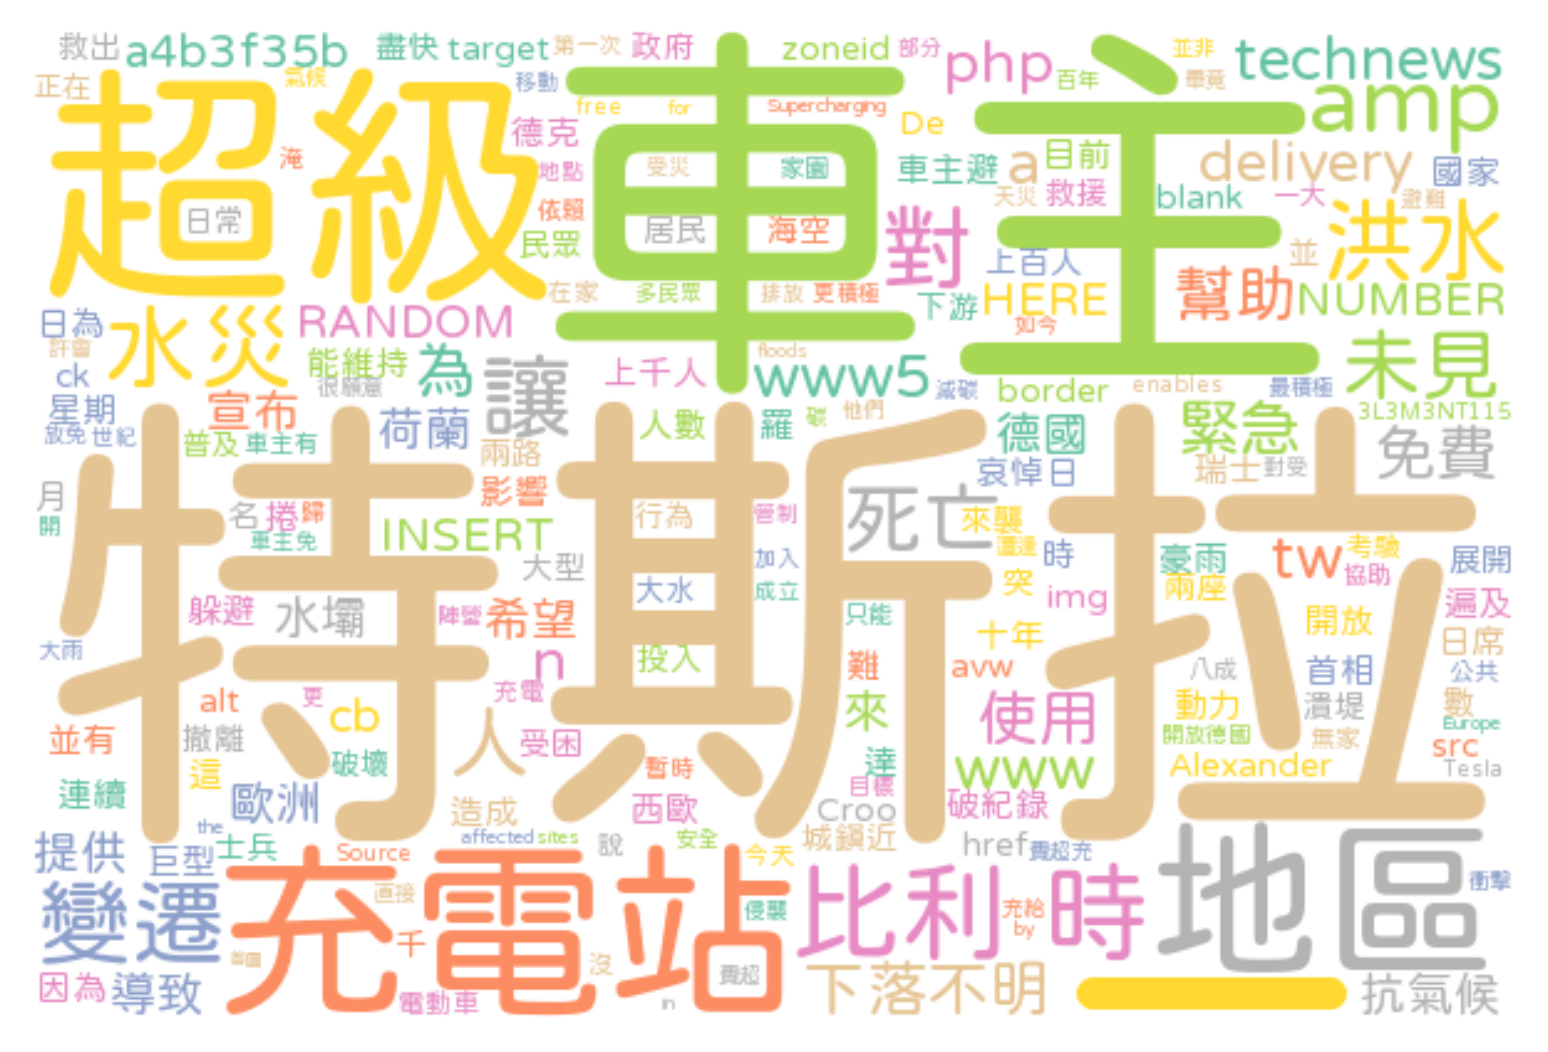 救出 a4b3f35b 盡快 target 第一次 政府 zoneid 部分 php 百年 並非 technews
正在 氣候 移動 畢竟 amp
超級 車主
free for Supercharging De
淹 德克 地點 受災 家園 車主避 a 目前 delivery 國家
日常 依賴 天災 救援 blank 一大 避難
民眾 居民 海空 對 上百人 並 洪水
在家 多民眾 排放 更積極 下游 HERE 幫助 NUMBER
日為 水災 RANDOM 如今
許會 能維持 為 讓 上千人 floods www5 未見
ck 很願意 減碳 border enables 最積極
星期 宣布 荷蘭 人數 羅 碳 他們 德國 緊急 3L3M3NT115
放免 世紀 普及 車主有 兩路 免費
特斯拉
哀悼日 瑞士 對受
月 影響 死亡
開 名 捲 歸 INSERT 行為 管制 來襲
車主免 大型 加入 時 豪雨 tw 考驗 展開
大水 成立 突 兩座 協助
躲避 水壩 陣營 希望 只能 img 開放 遍及
大雨 n 投入 難 十年 日席
alt 更 充電 avw 八成 首相 公共
cb 人 來 使用 動力 潰堤 數
並有 撤離 受困 開放德國 無家 Europe
這 破壞 暫時 達 www Alexander src Tesla
連續 歐洲 造成 西歐 目標 Croo 破紀錄
the affected sites 說 安全 城鎮近
提供 巨型 士兵 Source 今天 href 費超充
變遷 充電站 比利時 地區
直接 侵襲 充給 衝擊
千 by
首個 沒 費超
因為 導致 電動車 in 下落不明 一 抗氣候